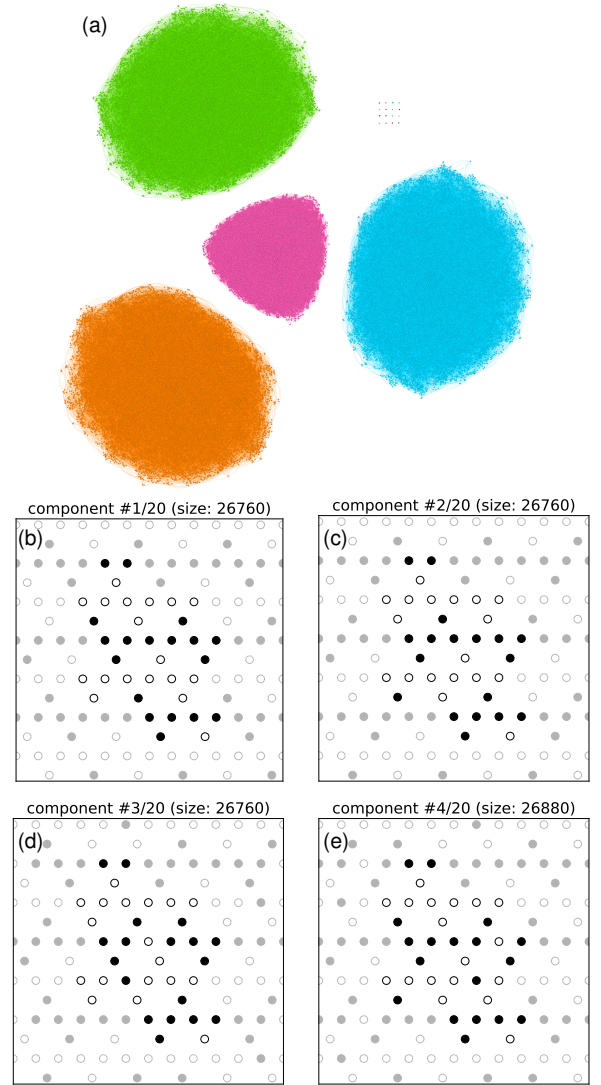 (a)
component #1/20 (size: 26760)
(b)
component #2/20 (size: 26760)
(c)
component #3/20 (size: 26760)
(d)
component #4/20 (size: 26880)
(e)